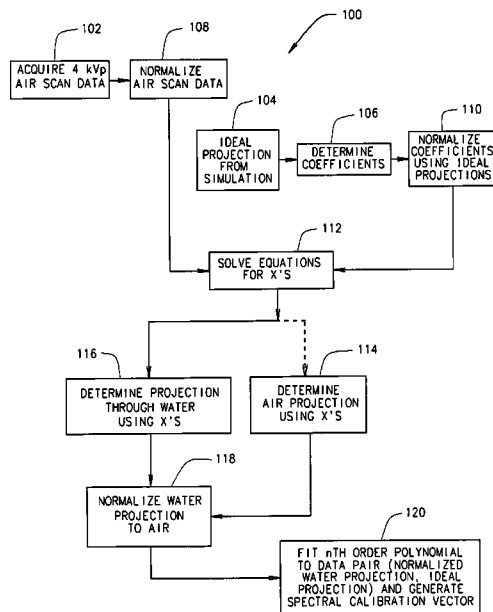 100
102
ACQUIRE 4 kVp
AIR SCAN DATA
108
NORMALIZE
AIR SCAN DATA
104
IDEAL
PROJECTION
FROM
SIMULATION
106
DETERMINE
COEFFICIENTS
110
NORMALIZE
COEFFICIENTS
USING IDEAL
PROJECTIONS
112
SOLVE EQUATIONS
FOR X'S
116
DETERMINE PROJECTION
THROUGH WATER
USING X'S
114
DETERMINE
AIR PROJECTION
USING X'S
118
NORMALIZE WATER
PROJECTION
TO AIR
120
FIT nTH ORDER POLYNOMIAL
TO DATA PAIR (NORMALIZED
WATER PROJECTION, IDEAL
PROJECTION) AND GENERATE
SPECTRAL CALIBRATION VECTOR